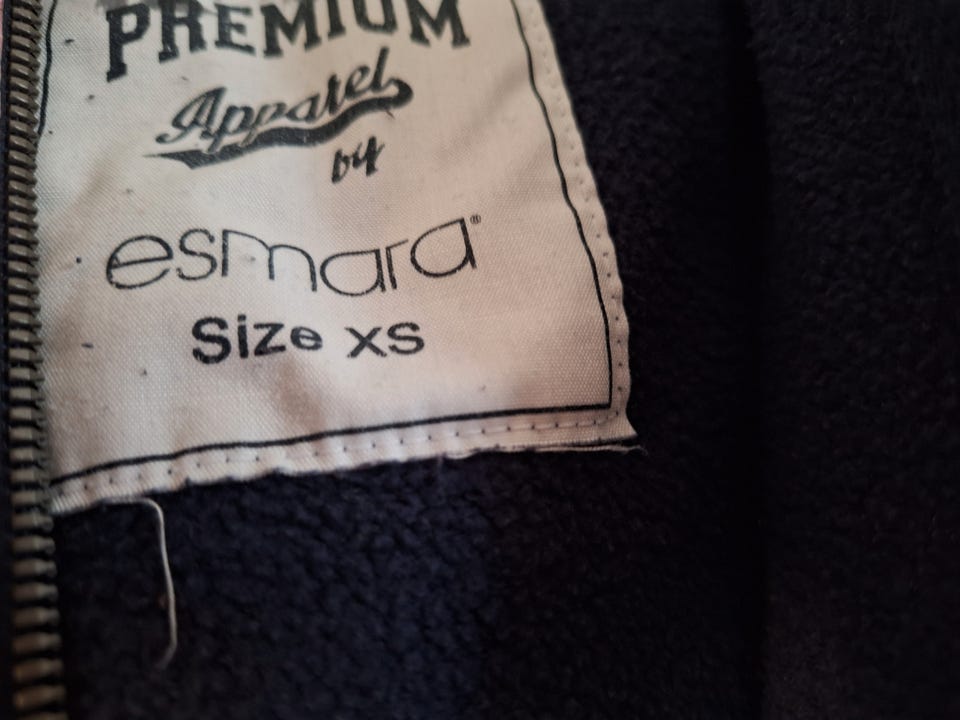 PREMIUM
Apparel
by
esmara®
Size XS